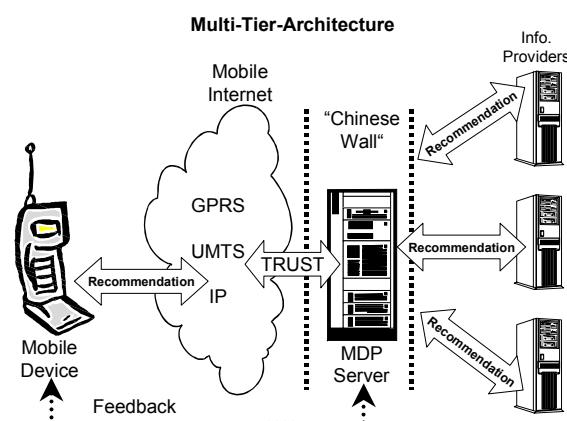 Multi-Tier-Architecture
Info.
Providers
Mobile
Internet
“Chinese
Wall“
Recommendation
GPRS
UMTS
IP
TRUST
Recommendation
Recommendation
Recommendation
Mobile
Device
MDP
Server
Feedback